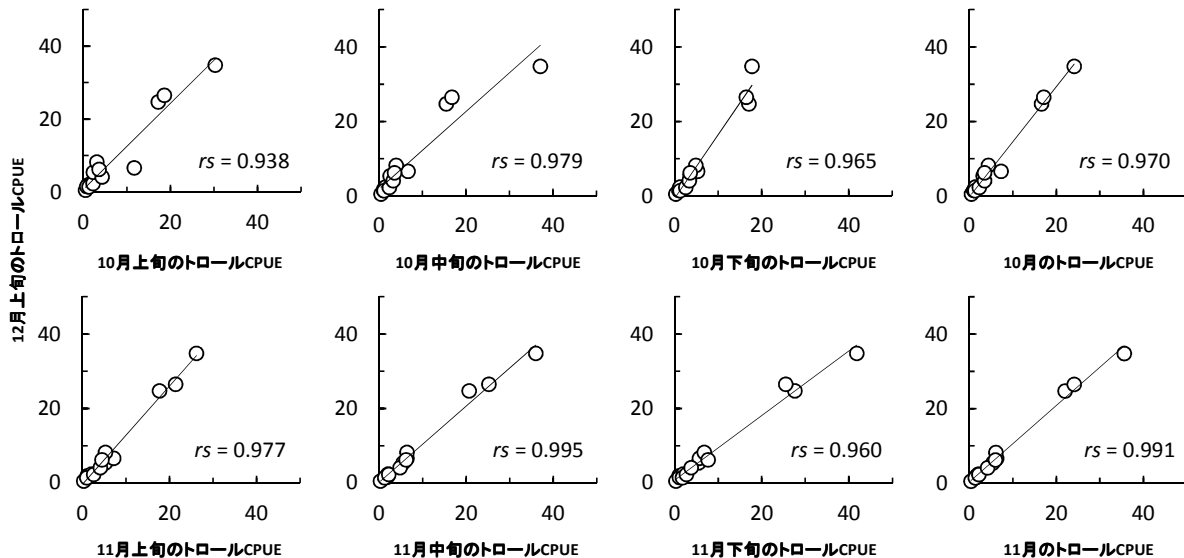 40
20
0
0 20 40
rs = 0.938
10月上旬のトロールCPUE
40
20
0
0 20 40
rs = 0.979
10月中旬のトロールCPUE
40
20
0
0 20 40
rs = 0.965
10月下旬のトロールCPUE
40
20
0
0 20 40
rs = 0.970
10月のトロールCPUE
12月上旬のトロールCPUE
40
20
0
0 20 40
rs = 0.977
11月上旬のトロールCPUE
40
20
0
0 20 40
rs = 0.995
11月中旬のトロールCPUE
40
20
0
0 20 40
rs = 0.960
11月下旬のトロールCPUE
40
20
0
0 20 40
rs = 0.991
11月のトロールCPUE